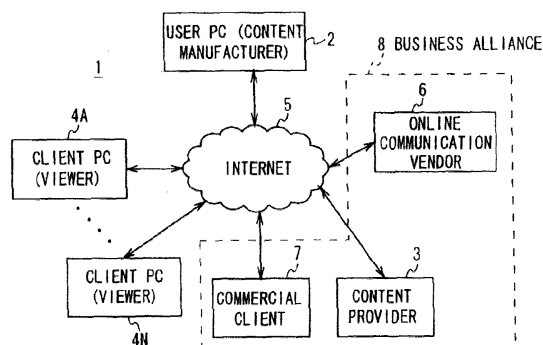 USER PC (CONTENT
MANUFACTURER)
2
8 BUSINESS ALLIANCE
1
4A
CLIENT PC
(VIEWER)
5
INTERNET
6
ONLINE
COMMUNICATION
VENDOR
CLIENT PC
(VIEWER)
4N
7
COMMERCIAL
CLIENT
3
CONTENT
PROVIDER